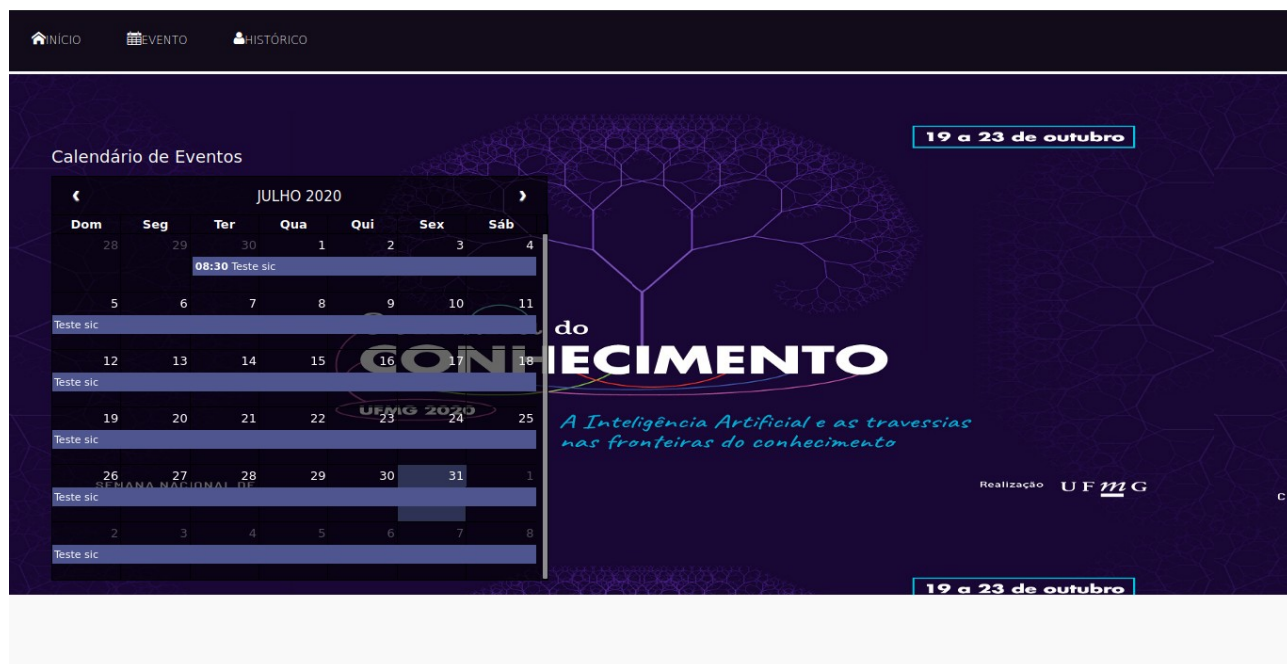 INÍCIO EVENTO HISTÓRICO
19 a 23 de outubro
Calendário de Eventos
JULHO 2020
Dom Seg Ter Qua Qui Sex Sáb
28 29 30 1 2 3 4
08:30 Teste sic
5 6 7 8 9 10 11
Teste sic
do
CONHECIMENTO
12 13 14 15 16 17 18
Teste sic
UFMG 2020
19 20 21 22 23 24 25
Teste sic
A Inteligência Artificial e as travessias
nas fronteiras do conhecimento
26 27 28 29 30 31 1
SEMANA NACIONAL DE
Teste sic
Realização UFmG
C
2 3 4 5 6 7 8
Teste sic
19 a 23 de outubro